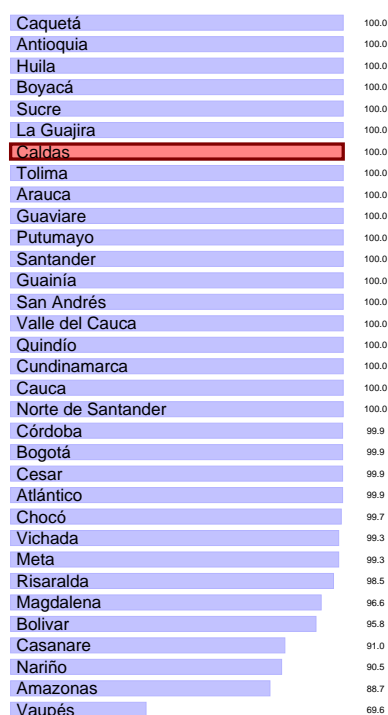 Caquetá 100.0
Antioquia 100.0
Huila 100.0
Boyacá 100.0
Sucre 100.0
La Guajira 100.0
Caldas 100.0
Tolima 100.0
Arauca 100.0
Guaviare 100.0
Putumayo 100.0
Santander 100.0
Guainía 100.0
San Andrés 100.0
Valle del Cauca 100.0
Quindío 100.0
Cundinamarca 100.0
Cauca 100.0
Norte de Santander 100.0
Córdoba 99.9
Bogotá 99.9
Cesar 99.9
Atlántico 99.9
Chocó 99.7
Vichada 99.3
Meta 99.3
Risaralda 98.5
Magdalena 96.6
Bolivar 95.8
Casanare 91.0
Nariño 90.5
Amazonas 88.7
Vaupés 69.6